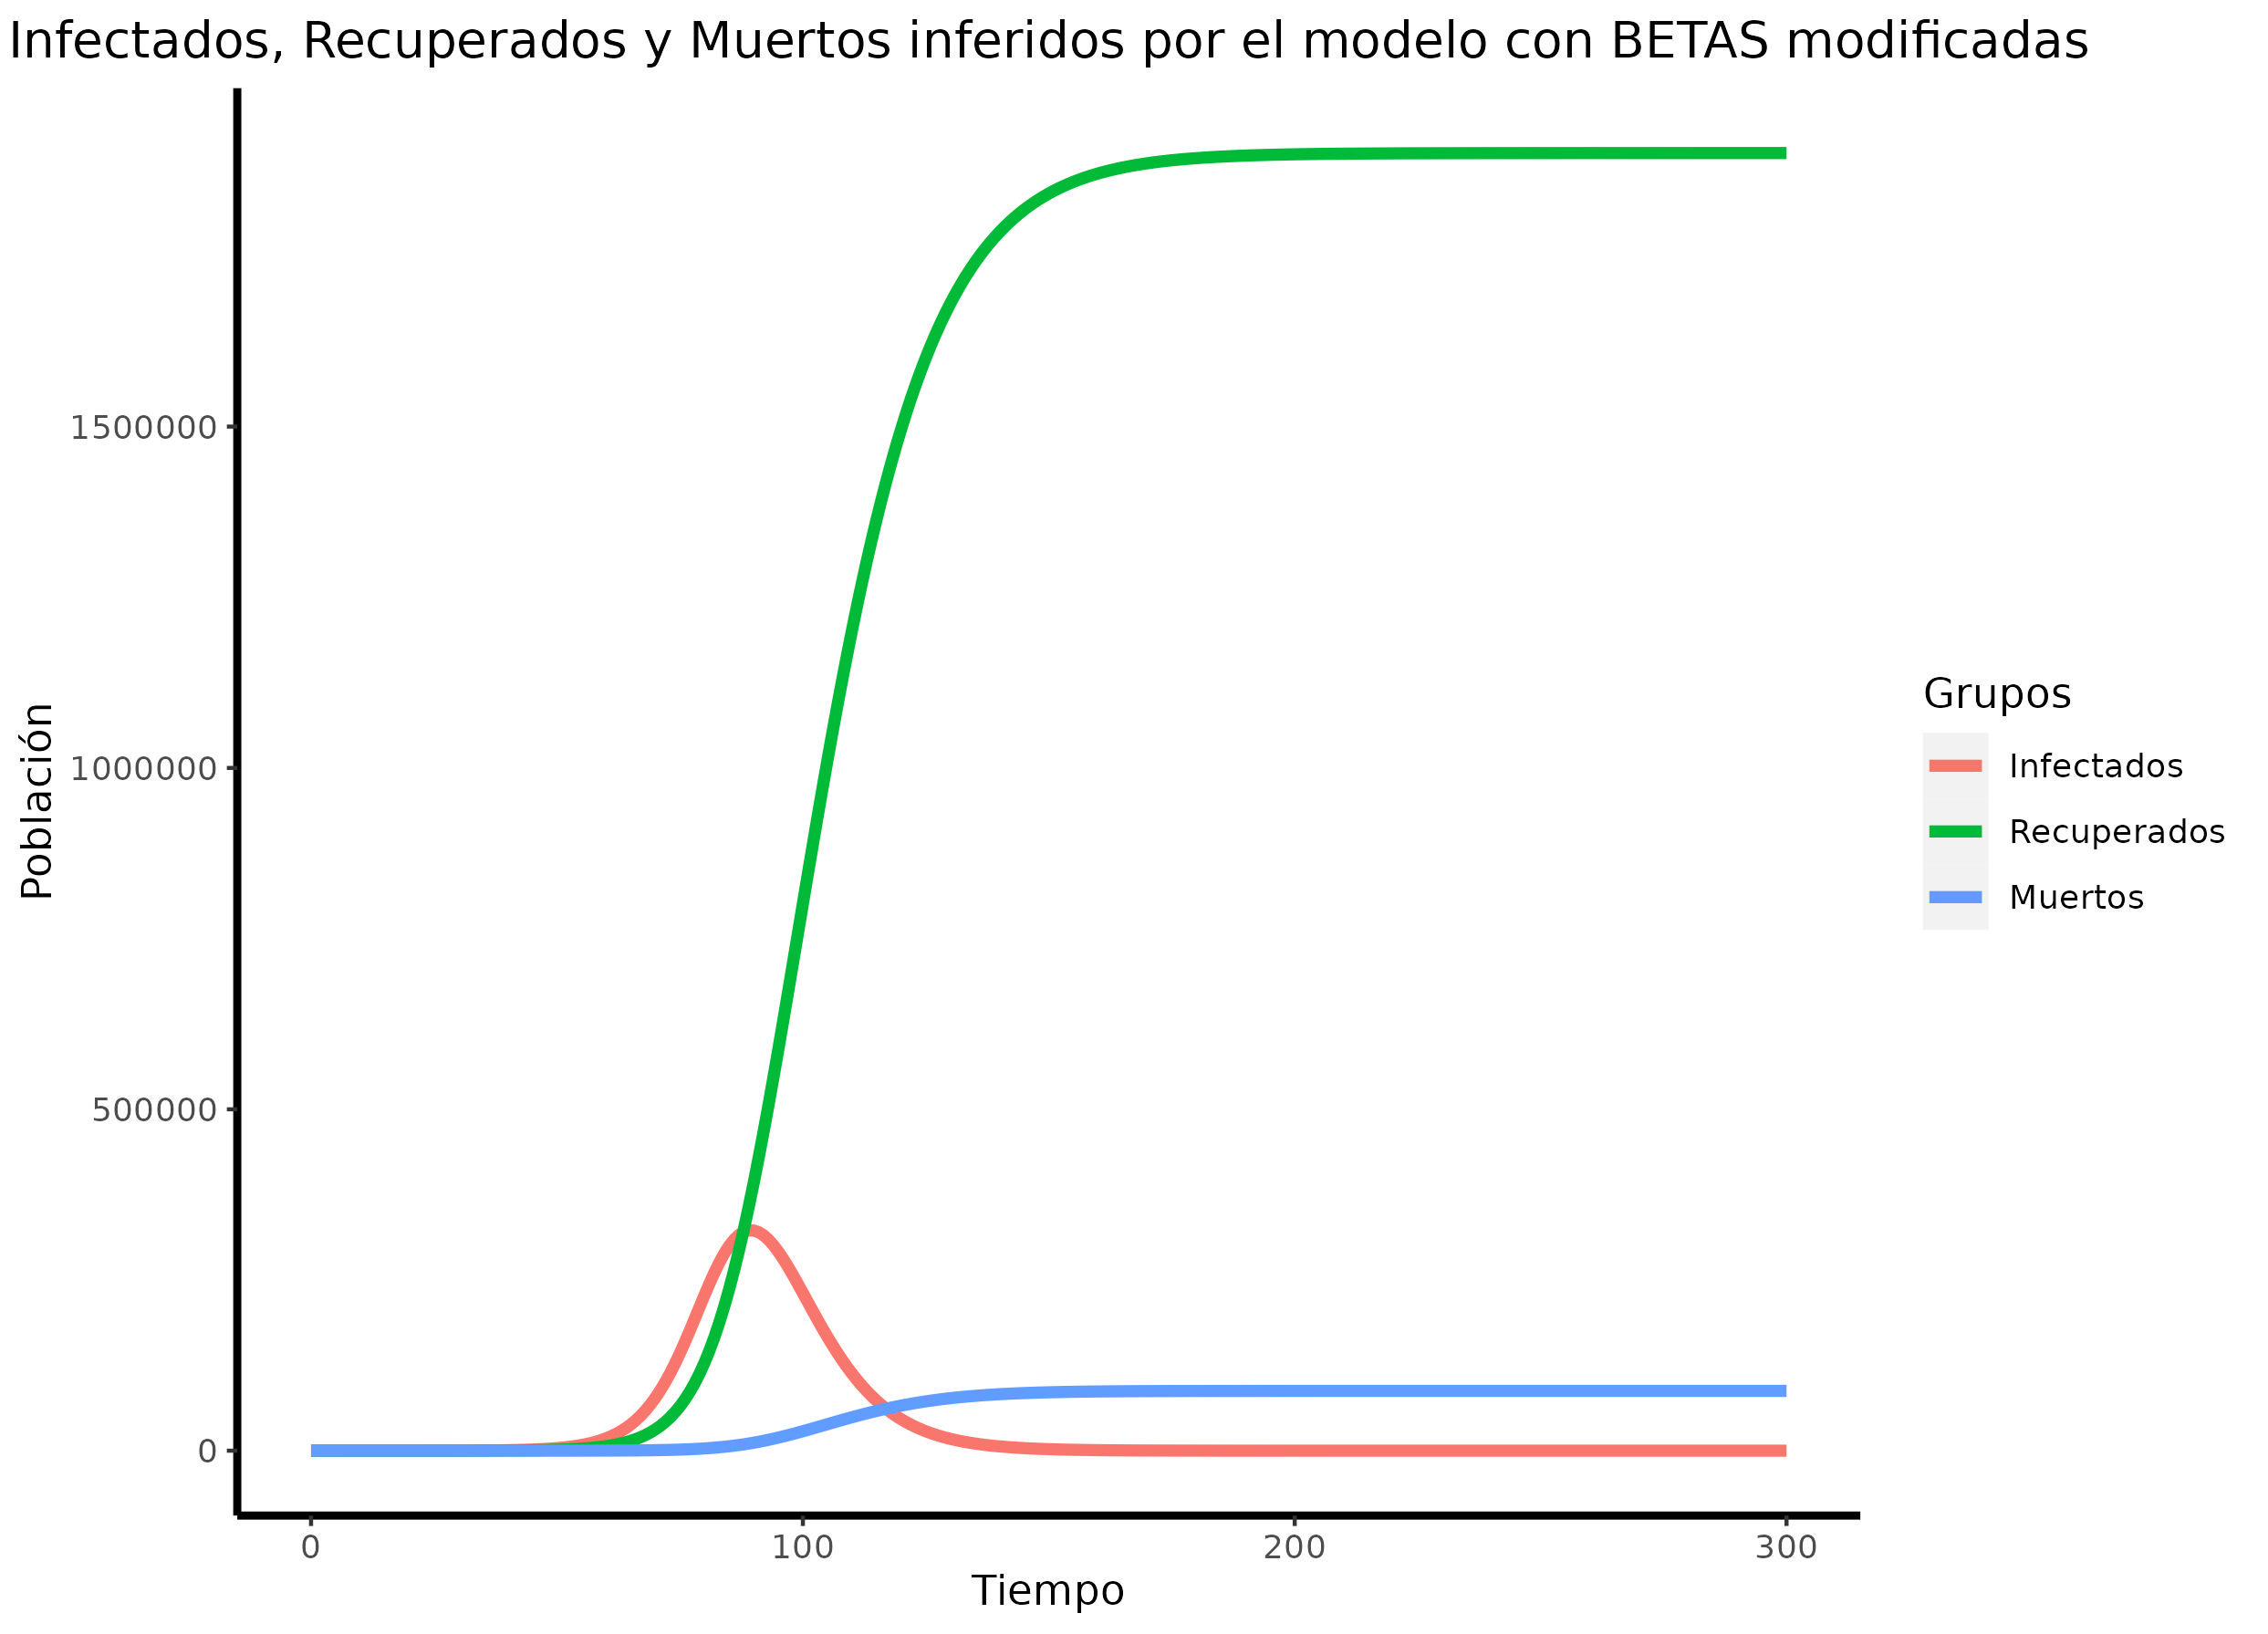 Infectados, Recuperados y Muertos inferidos por el modelo con BETAS modificadas
Población
1500000
1000000
500000
0
0 100 200 300
Tiempo
Grupos
Infectados
Recuperados
Muertos